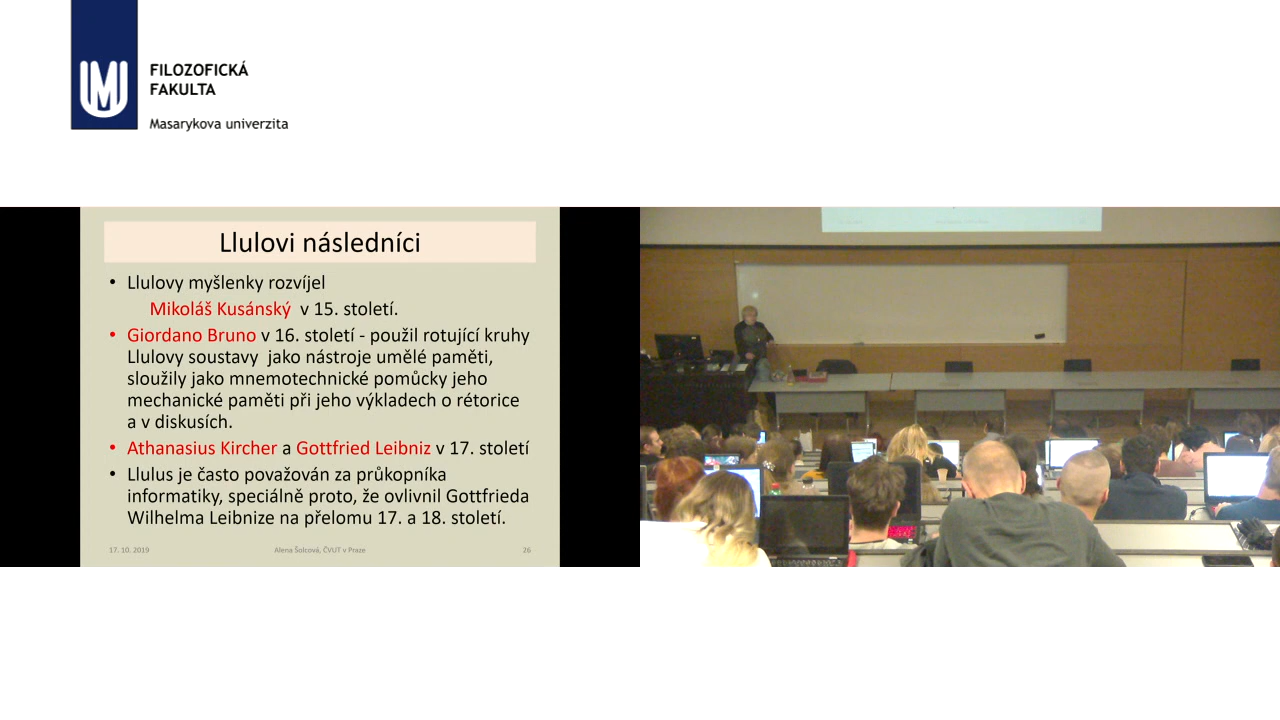 FILOZOFICKÁ
FAKULTA
Masarykova univerzita
Llulovi následníci
• Llulovy myšlenky rozvíjel
Mikoláš Kusánský v 15. století.
• Giordano Bruno v 16. století - použil rotující kruhy
Llulovy soustavy jako nástroje umělé paměti,
sloužily jako mnemotechnické pomůcky jeho
mechanické paměti při jeho výkladech o rétorice
a v diskusích.
• Athanasius Kircher a Gottfried Leibniz v 17. století
• Llulus je často považován za průkopníka
informatiky, speciálně proto, že ovlivnil Gottfrieda
Wilhelma Leibnize na přelomu 17. a 18. století.
17. 10. 2019 Alena Šolcová, ČVUT v Praze 26